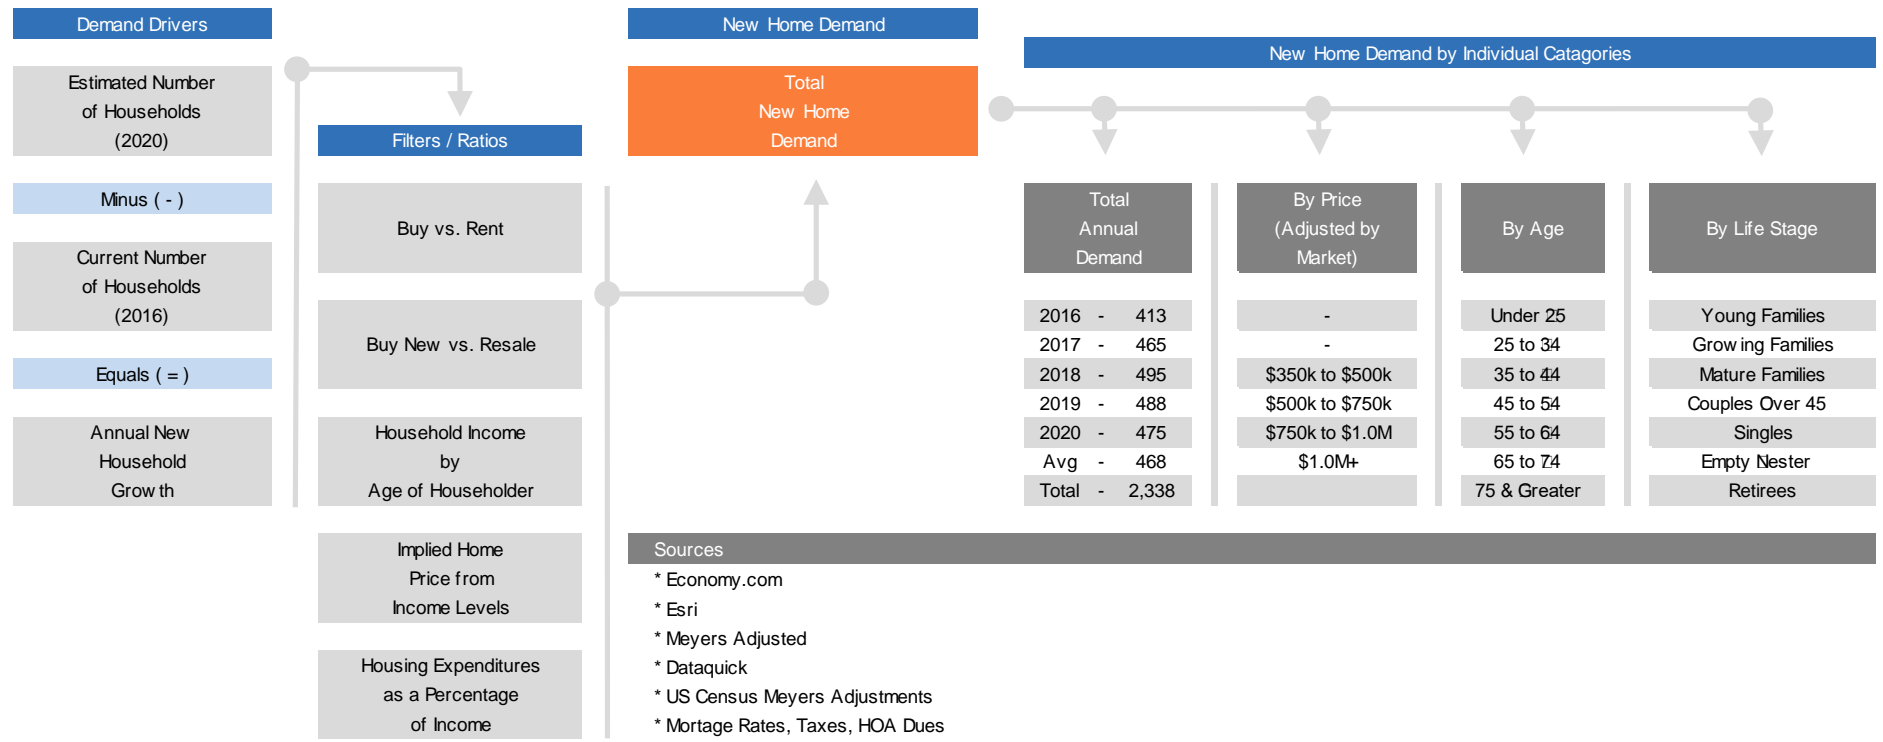 Demand Drivers
Estimated Number
of Households
(2020)
Minus ( - )
Current Number
of Households
(2016)
Equals ( = )
Annual New
Household
Growth
Filters / Ratios
Buy vs. Rent
Buy New vs. Resale
Household Income
by
Age of Householder
Implied Home
Price from
Income Levels
Housing Expenditures
as a Percentage
of Income
New Home Demand
Total
New Home
Demand
New Home Demand by Individual Catagories
Total
Annual
Demand
2016 - 413
2017 - 465
2018 - 495
2019 - 488
2020 - 475
Avg - 468
Total - 2,338
By Price
(Adjusted by
Market)
-
-
$350k to $500k
$500k to $750k
$750k to $1.0M
$1.0M+
By Age
Under 25
25 to 34
35 to 44
45 to 54
55 to 64
65 to 74
75 & Greater
By Life Stage
Young Families
Growing Families
Mature Families
Couples Over 45
Singles
Empty Nester
Retirees
Sources
* Economy.com
* Esri
* Meyers Adjusted
* Dataquick
* US Census Meyers Adjustments
* Mortage Rates, Taxes, HOA Dues